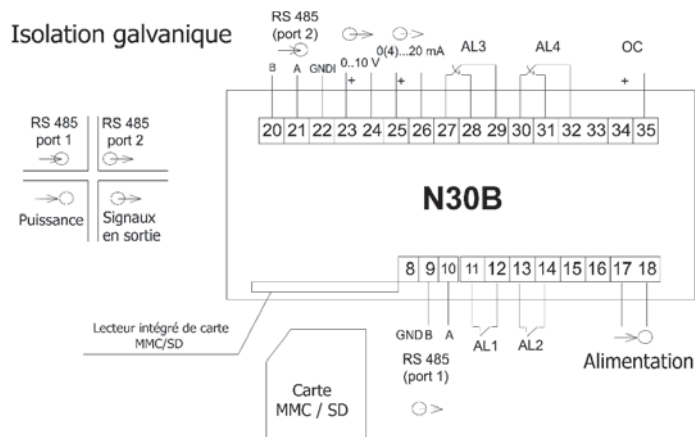 Isolation galvanique
RS 485
(port 2)
0(4)...20 mA
AL3
AL4
OC
B
A
GNDI
0..10 V
+
+
+
20 21 22 23 24 25 26 27 28 29 30 31 32 33 34 35
RS 485
port 1
RS 485
port 2
Puissance
Signaux
en sortie
N30B
8 9 10 11 12 13 14 15 16 17 18
Lecteur intégré de carte
MMC/SD
GND B A
AL1
AL2
RS 485
(port 1)
Alimentation
Carte
MMC / SD